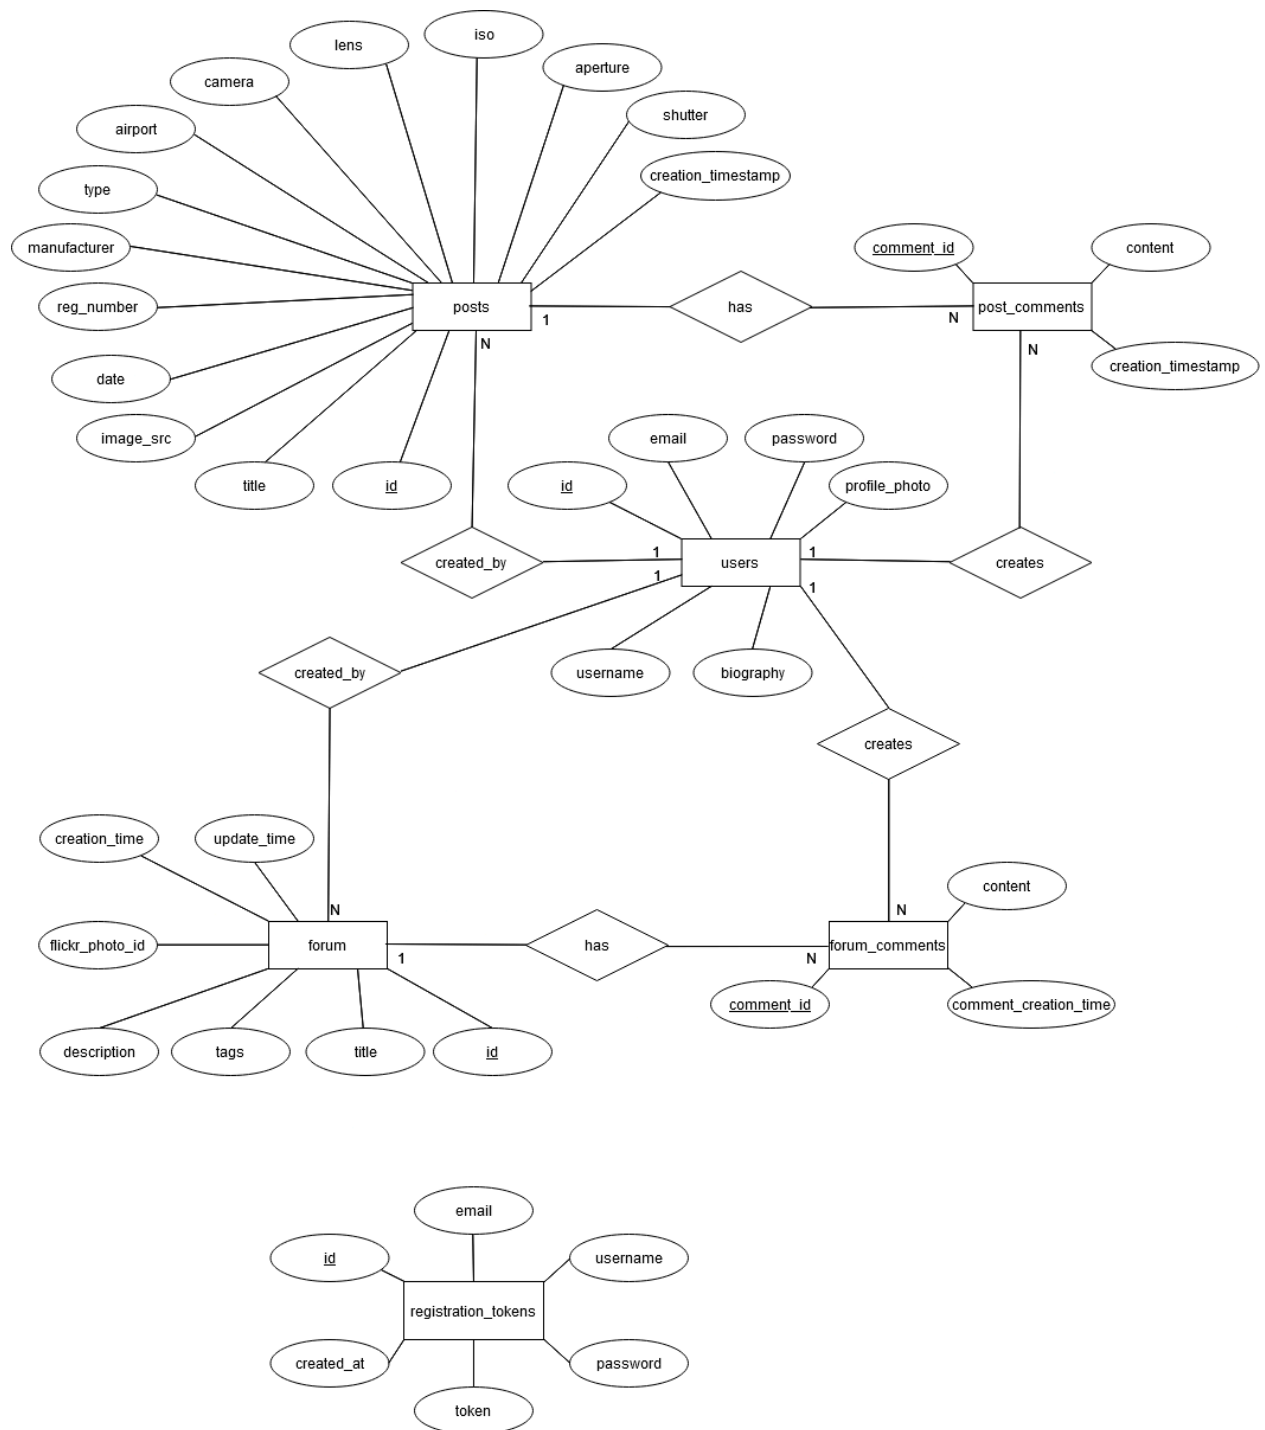 iso
lens
aperture
camera
shutter
airport
creation_timestamp
type
manufacturer
comment_id
content
reg_number
posts
has
post_comments
1
N
N
N
creation_timestamp
date
image_src
email
password
title
id
id
profile_photo
created_by
1
users
1
creates
1
1
created_by
username
biography
creates
creation_time
update_time
content
N
N
flickr_photo_id
forum
has
forum_comments
1
N
comment_id
comment_creation_time
description
tags
title
id
email
id
username
registration_tokens
created_at
password
token